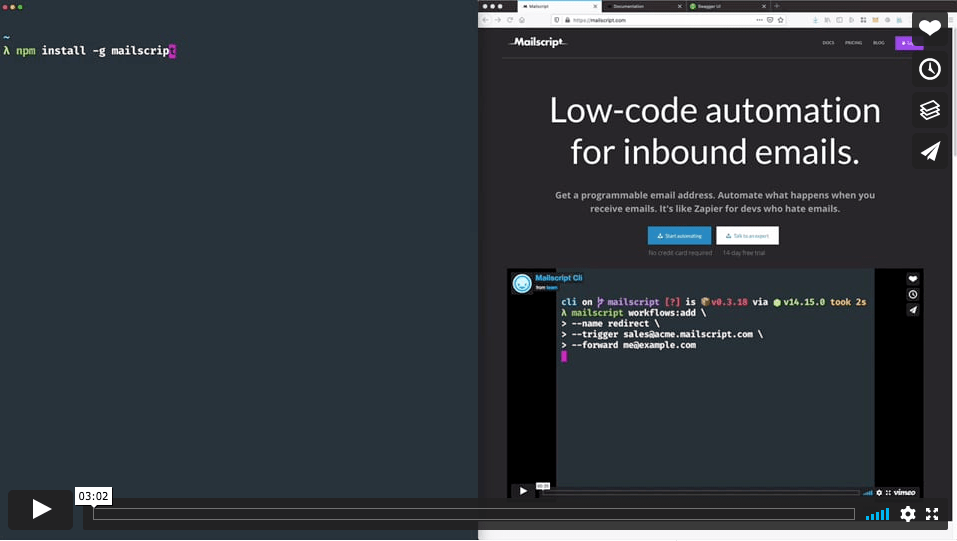 ~
λ npm install -g mailscript
Mailscript
Documentation
Swagger UI
https://mailscript.com
Mailscript
DOCS
PRICING
BLOG
Low-code automation
for inbound emails.
Get a programmable email address. Automate what happens when you
receive emails. It's like Zapier for devs who hate emails.
Start automating
Talk to an expert
No credit card required
14 day free trial
Mailscript Cli
from
cli on mailscript [?] is v0.3.18 via v14.15.0 took 2s
λ mailscript workflows:add \
> --name redirect \
> --trigger sales@acme.mailscript.com \
> --forward me@example.com
vimeo
03:02